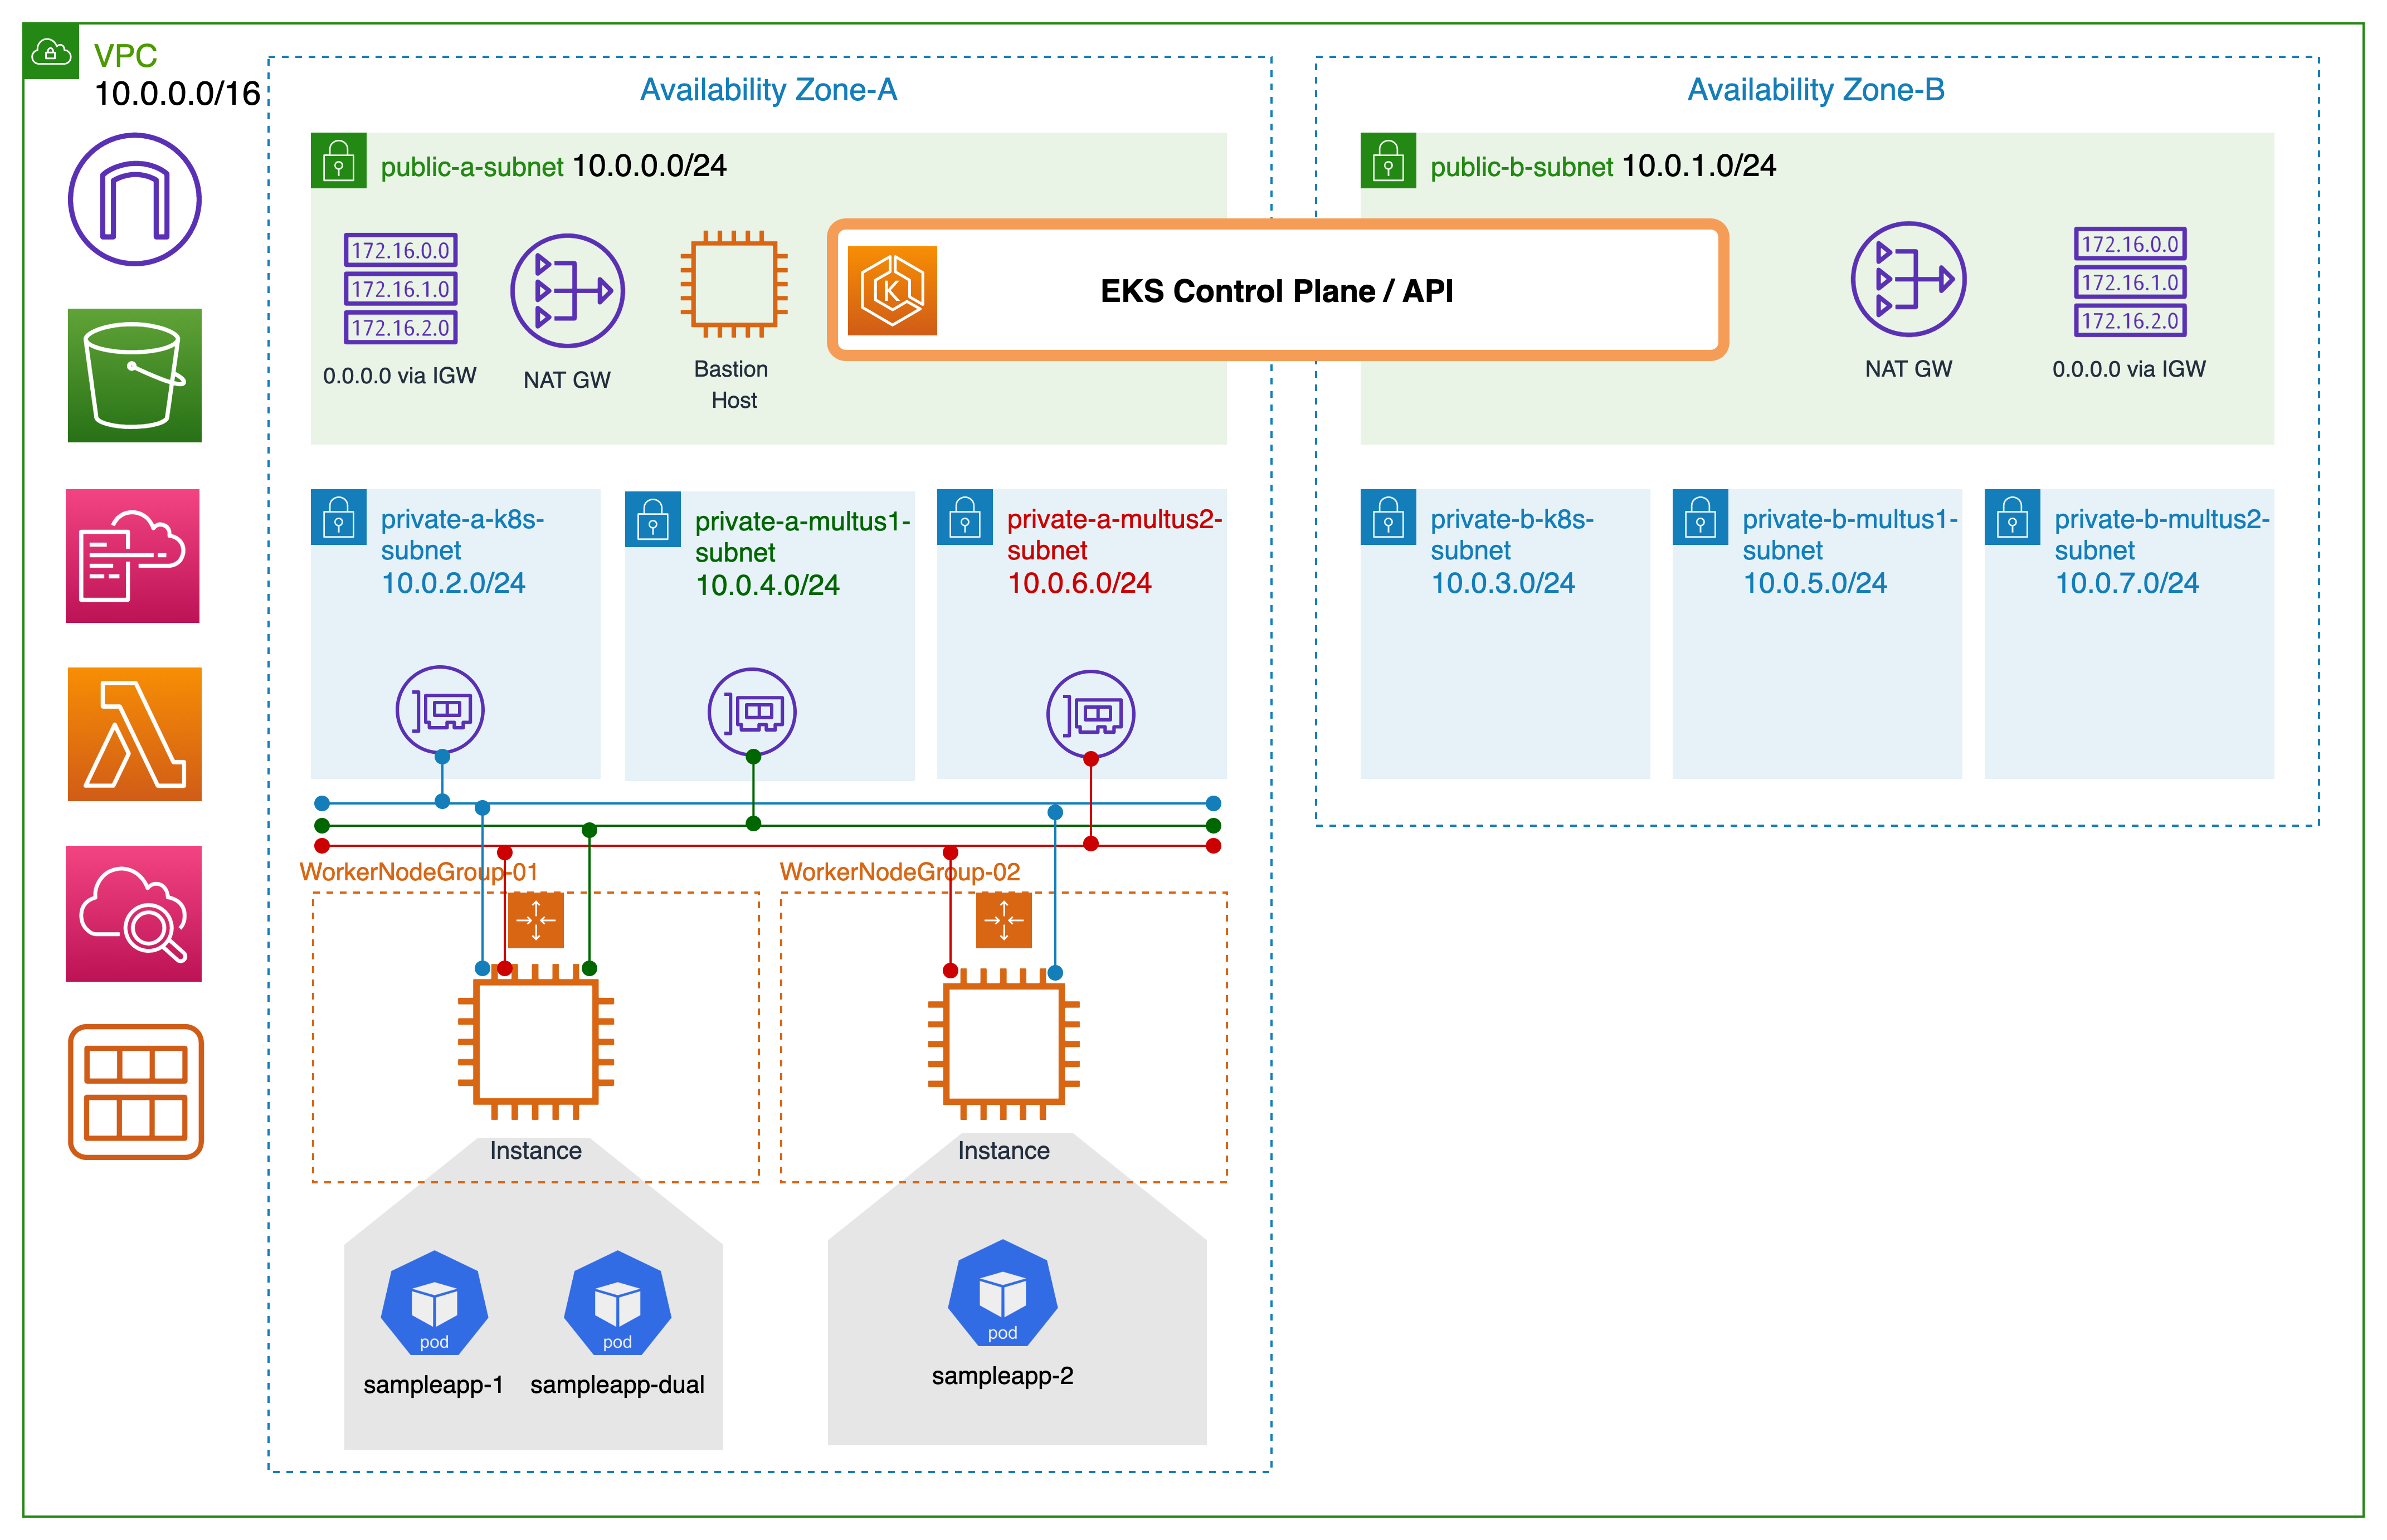 VPC
10.0.0.0/16
Availability Zone-A
public-a-subnet 10.0.0.0/24
172.16.0.0
172.16.1.0
172.16.2.0
0.0.0.0 via IGW
NAT GW
Bastion
Host
EKS Control Plane / API
Availability Zone-B
public-b-subnet 10.0.1.0/24
NAT GW
172.16.0.0
172.16.1.0
172.16.2.0
0.0.0.0 via IGW
private-a-k8s-
subnet
10.0.2.0/24
private-a-multus1-
subnet
10.0.4.0/24
private-a-multus2-
subnet
10.0.6.0/24
private-b-k8s-
subnet
10.0.3.0/24
private-b-multus1-
subnet
10.0.5.0/24
private-b-multus2-
subnet
10.0.7.0/24
WorkerNodeGroup-01
WorkerNodeGroup-02
Instance
Instance
pod
sampleapp-1
pod
sampleapp-dual
pod
sampleapp-2